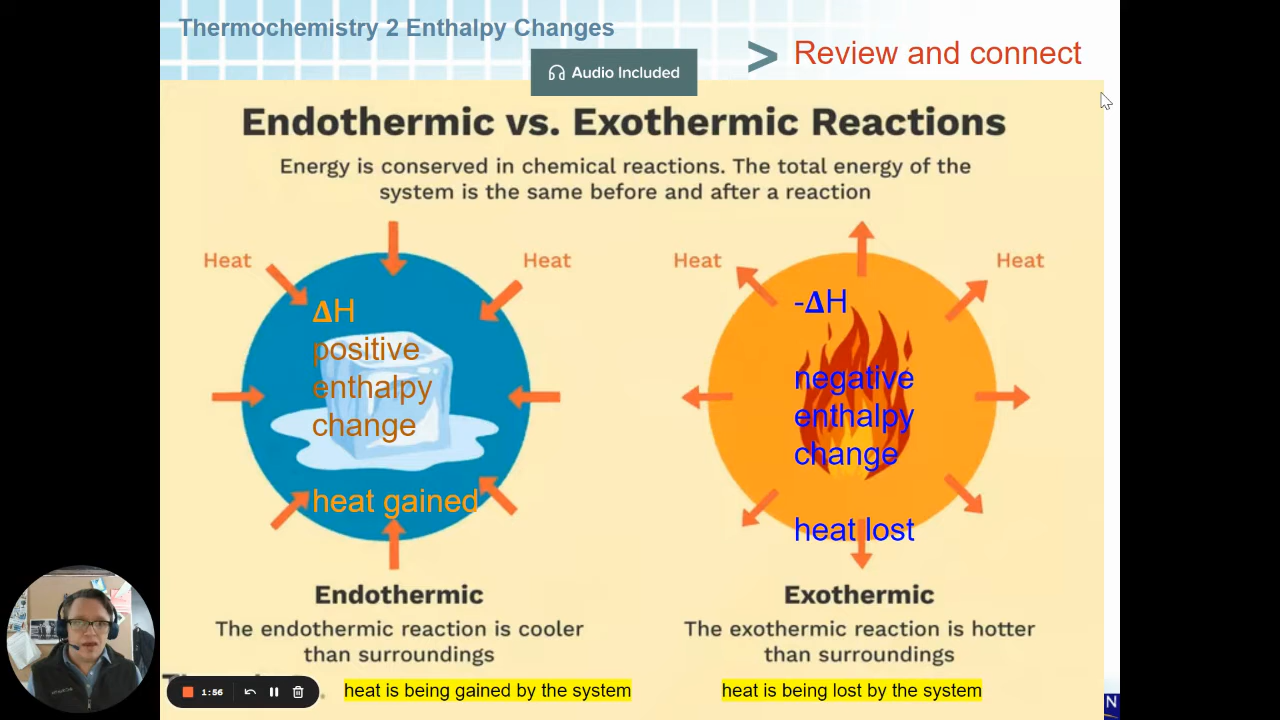 Thermochemistry 2 Enthalpy Changes
> Review and connect
Audio Included
Endothermic vs. Exothermic Reactions
Energy is conserved in chemical reactions. The total energy of the
system is the same before and after a reaction
Heat
Heat
ΔH
positive
enthalpy
change
heat gained
Heat
Heat
-ΔH
negative
enthalpy
change
heat lost
Endothermic
The endothermic reaction is cooler
than surroundings
heat is being gained by the system
Exothermic
The exothermic reaction is hotter
than surroundings
heat is being lost by the system
1:56
N